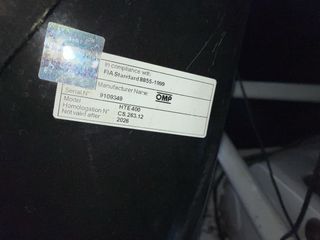 In compliance with:
FIA Standard 8855-1999
Manufacturer Name: OMP
Serial N° 9109349
Model HTE400
Homologation N° CS.283.12
Not valid after: 2026